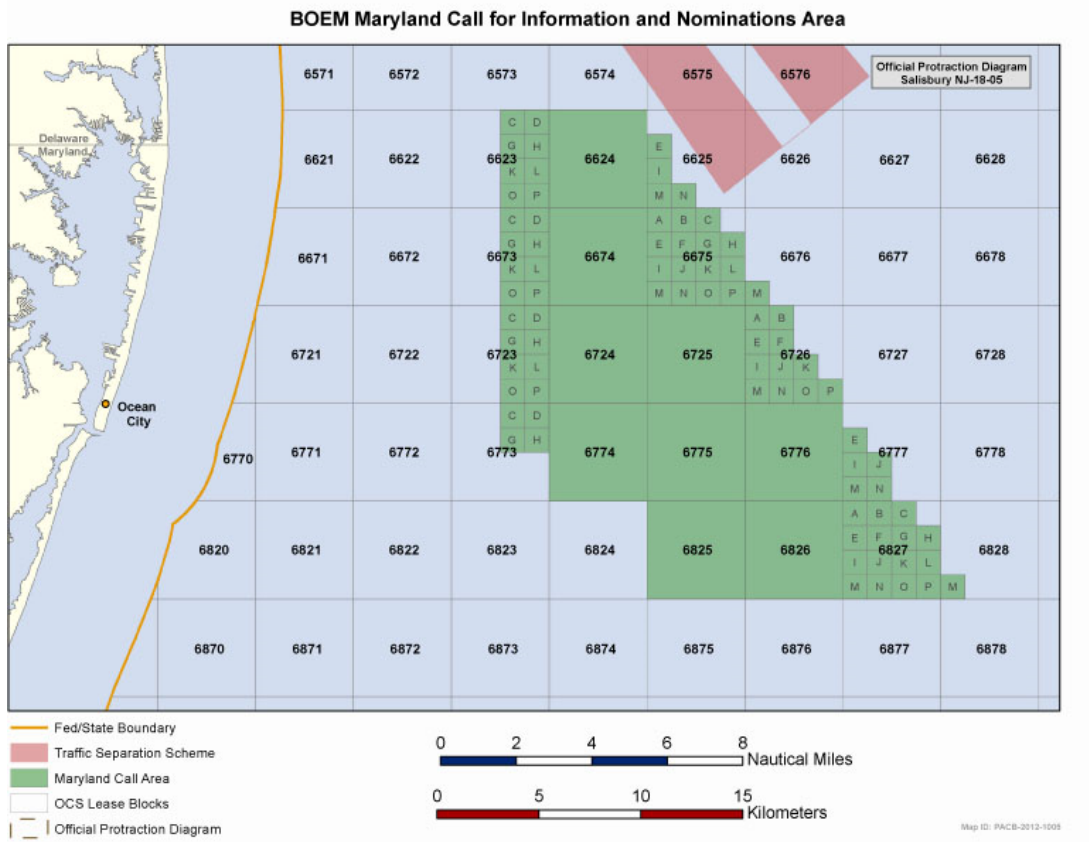 BOEM Maryland Call for Information and Nominations Area
6571 6572 6573 6574 6575 6576
Official Protraction Diagram
Salisbury NJ-18-05
C D
Delaware
Maryland
G H E
6621 6622 6623 6624 6625 6626 6627 6628
K L I
O P M N
C D A B C
G H E F G H
6671 6672 6673 6674 6675 6676 6677 6678
K L I J K L
O P M N O P M
C D A B
G H E F
6721 6722 6723 6724 6725 6726 6727 6728
K L I J K
O P M N O P
Ocean
City
C D
G H E
6770 6771 6772 6773 6774 6775 6776 6777 6778
I J
M N
A B C
E F G H
6820 6821 6822 6823 6824 6825 6826 6827 6828
I J K L
M N O P M
6870 6871 6872 6873 6874 6875 6876 6877 6878
Fed/State Boundary
Traffic Separation Scheme
Maryland Call Area
OCS Lease Blocks
Official Protraction Diagram
0 2 4 6 8
Nautical Miles
0 5 10 15
Kilometers
Map ID: PACB-2012-1005